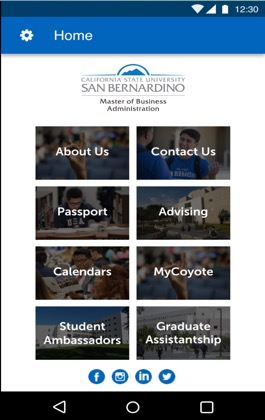 12:30
Home
CALIFORNIA STATE UNIVERSITY
SAN BERNARDINO
Master of Business
Administration
About Us
Contact Us
Passport
Advising
Calendars
MyCoyote
Student
Ambassadors
Graduate
Assistantship